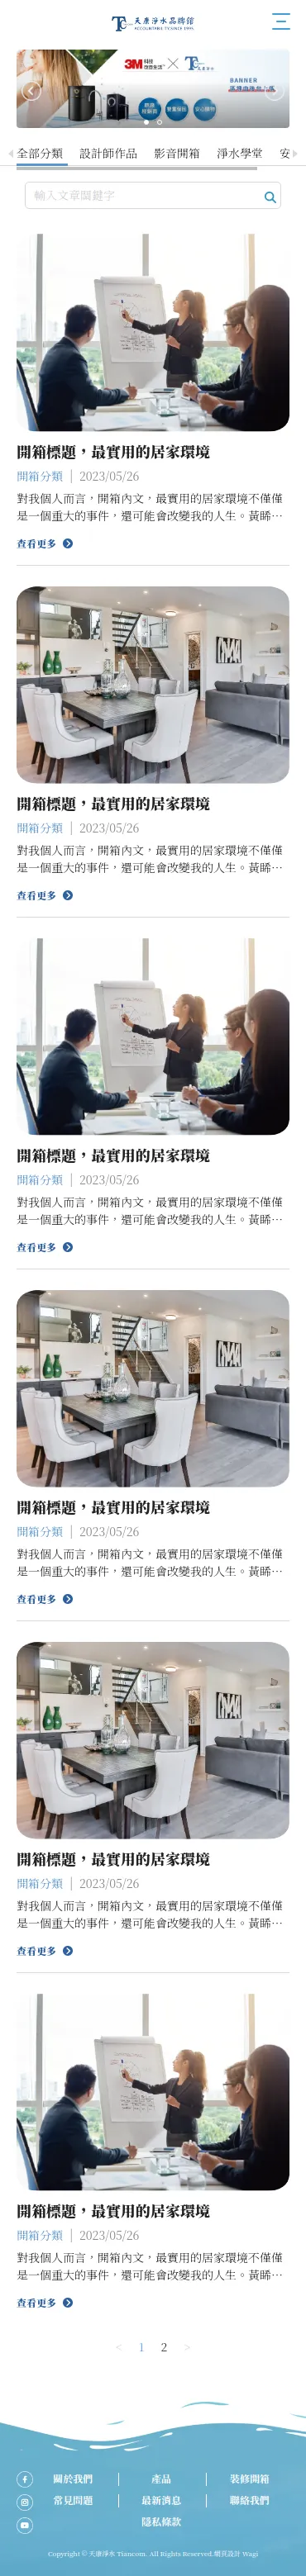 天康淨水品牌館
3M 科技改善生活™ × 天康淨水
BANNER
全部分類 設計師作品 影音開箱 淨水學堂 安
輸入文章關鍵字
開箱標題，最實用的居家環境
開箱分類 | 2023/05/26
對我個人而言，開箱內文，最實用的居家環境不僅僅
是一個重大的事件，還可能會改變我的人生。黃睎…
查看更多
開箱標題，最實用的居家環境
開箱分類 | 2023/05/26
對我個人而言，開箱內文，最實用的居家環境不僅僅
是一個重大的事件，還可能會改變我的人生。黃睎…
查看更多
開箱標題，最實用的居家環境
開箱分類 | 2023/05/26
對我個人而言，開箱內文，最實用的居家環境不僅僅
是一個重大的事件，還可能會改變我的人生。黃睎…
查看更多
開箱標題，最實用的居家環境
開箱分類 | 2023/05/26
對我個人而言，開箱內文，最實用的居家環境不僅僅
是一個重大的事件，還可能會改變我的人生。黃睎…
查看更多
開箱標題，最實用的居家環境
開箱分類 | 2023/05/26
對我個人而言，開箱內文，最實用的居家環境不僅僅
是一個重大的事件，還可能會改變我的人生。黃睎…
查看更多
開箱標題，最實用的居家環境
開箱分類 | 2023/05/26
對我個人而言，開箱內文，最實用的居家環境不僅僅
是一個重大的事件，還可能會改變我的人生。黃睎…
查看更多
< 1 2 >
關於我們 | 產品 | 裝修開箱
常見問題 | 最新消息 | 聯絡我們
隱私條款
Copyright © 天康淨水 Tiancom. All Rights Reserved.蛙哥設計 Wagi